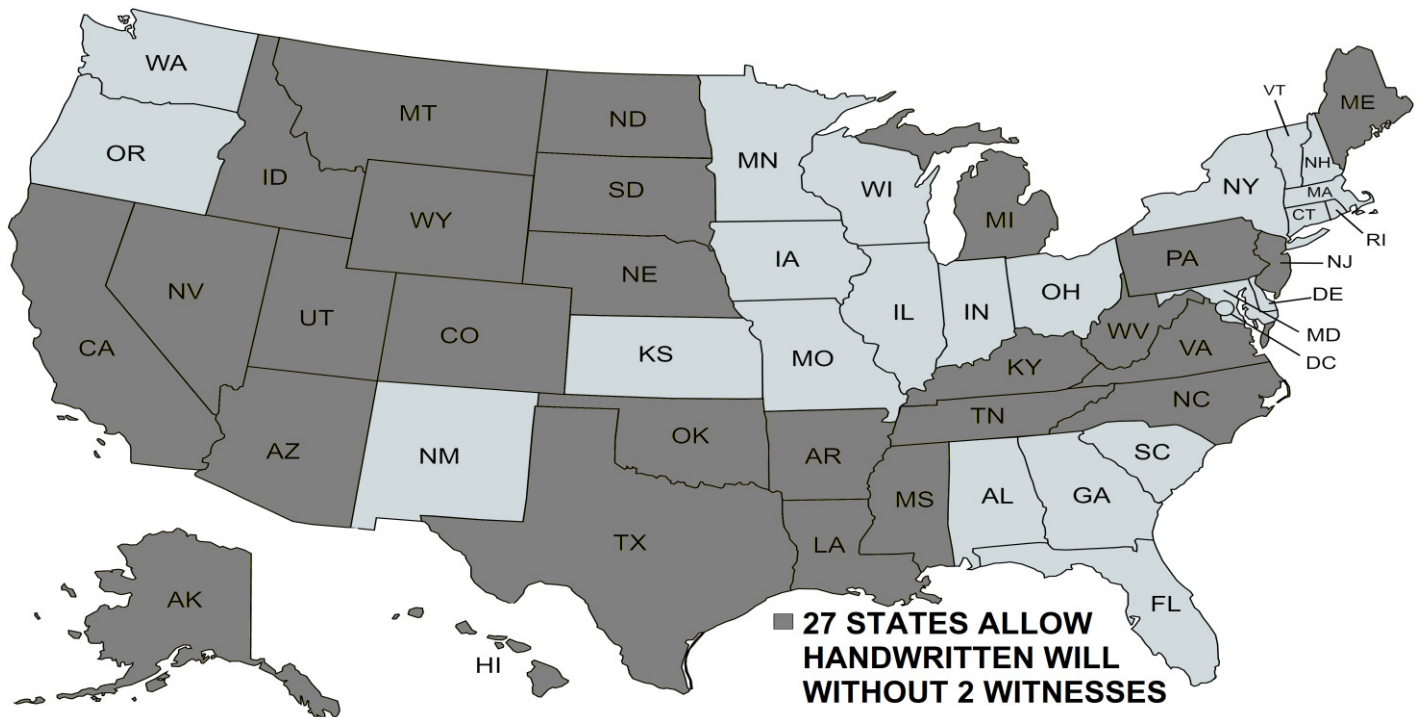 WA
MT
ND
MN
VT
ME
OR
ID
SD
WI
NH
NY
MA
WY
MI
CT
RI
IA
NE
PA
NJ
NV
OH
DE
UT
IL
IN
CO
WV
MD
CA
KS
MO
VA
DC
KY
NC
TN
OK
AZ
NM
AR
SC
MS
AL
GA
TX
LA
AK
FL
HI
27 STATES ALLOW
HANDWRITTEN WILL
WITHOUT 2 WITNESSES